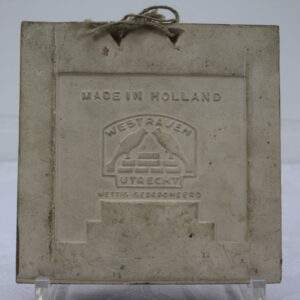 MADE IN HOLLAND
WESTRAVEN
UTRECHT
WETTIG GEDEPONEERD